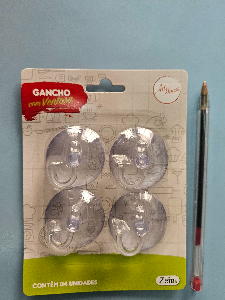 GANCHO
com Ventosa
CONTÉM 04 UNIDADES